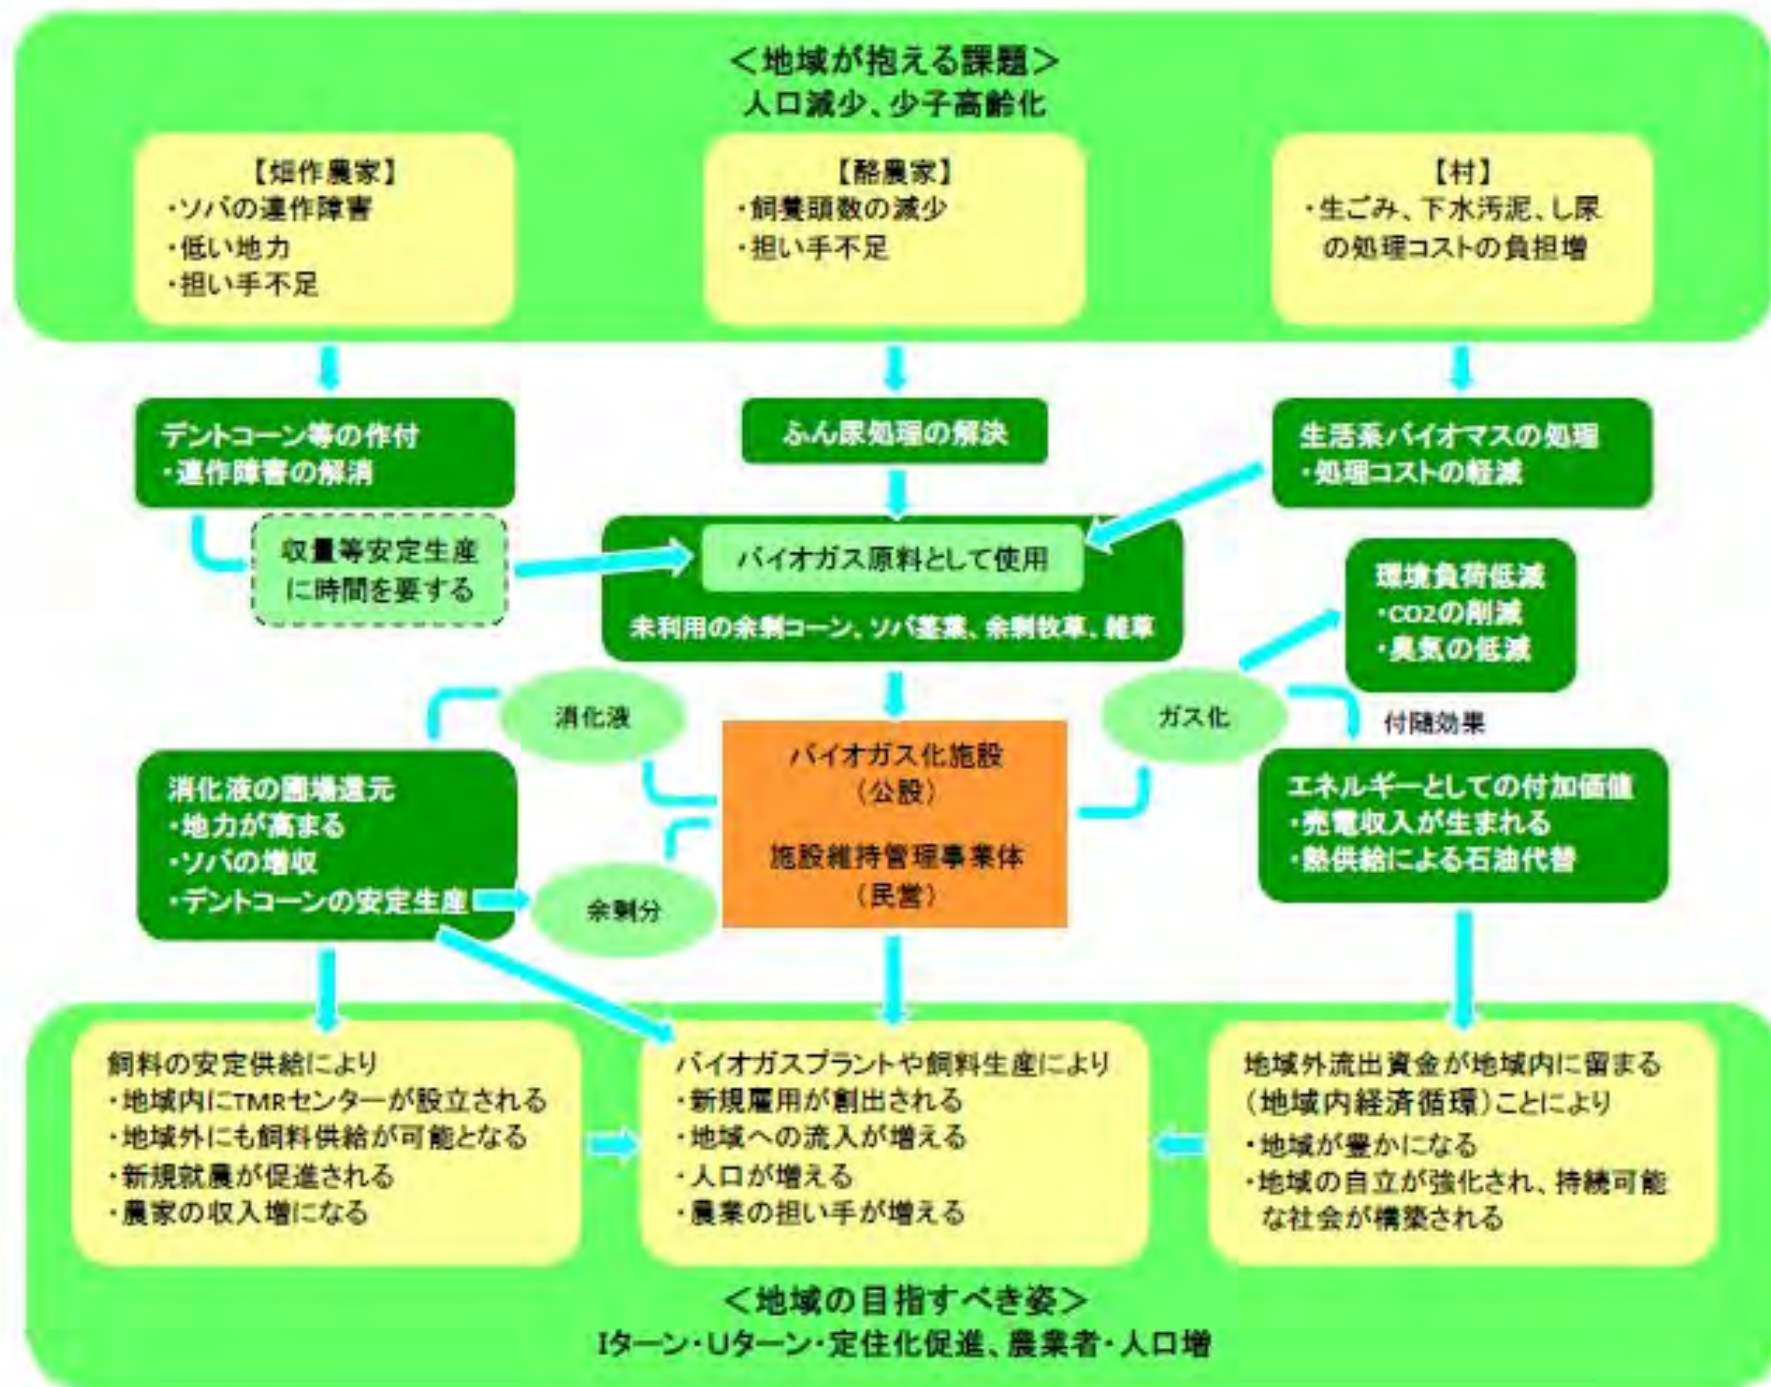 ＜地域が抱える課題＞
人口減少、少子高齢化
【畑作農家】
・ソバの連作障害
・低い地力
・担い手不足
【酪農家】
・飼養頭数の減少
・担い手不足
【村】
・生ごみ、下水汚泥、し尿
の処理コストの負担増
デントコーン等の作付
・連作障害の解消
ふん尿処理の解決
生活系バイオマスの処理
・処理コストの軽減
収量等安定生産
に時間を要する
バイオガス原料として使用
未利用の余剰コーン、ソバ茎葉、余剰牧草、雑草
環境負荷低減
・CO2の削減
・臭気の低減
消化液
ガス化
付随効果
バイオガス化施設
（公設）
施設維持管理事業体
（民営）
消化液の圃場還元
・地力が高まる
・ソバの増収
・デントコーンの安定生産
余剰分
エネルギーとしての付加価値
・売電収入が生まれる
・熱供給による石油代替
飼料の安定供給により
・地域内にTMRセンターが設立される
・地域外にも飼料供給が可能となる
・新規就農が促進される
・農家の収入増になる
バイオガスプラントや飼料生産により
・新規雇用が創出される
・地域への流入が増える
・人口が増える
・農業の担い手が増える
地域外流出資金が地域内に留まる
（地域内経済循環）ことにより
・地域が豊かになる
・地域の自立が強化され、持続可能
な社会が構築される
＜地域の目指すべき姿＞
Iターン・Uターン・定住化促進、農業者・人口増